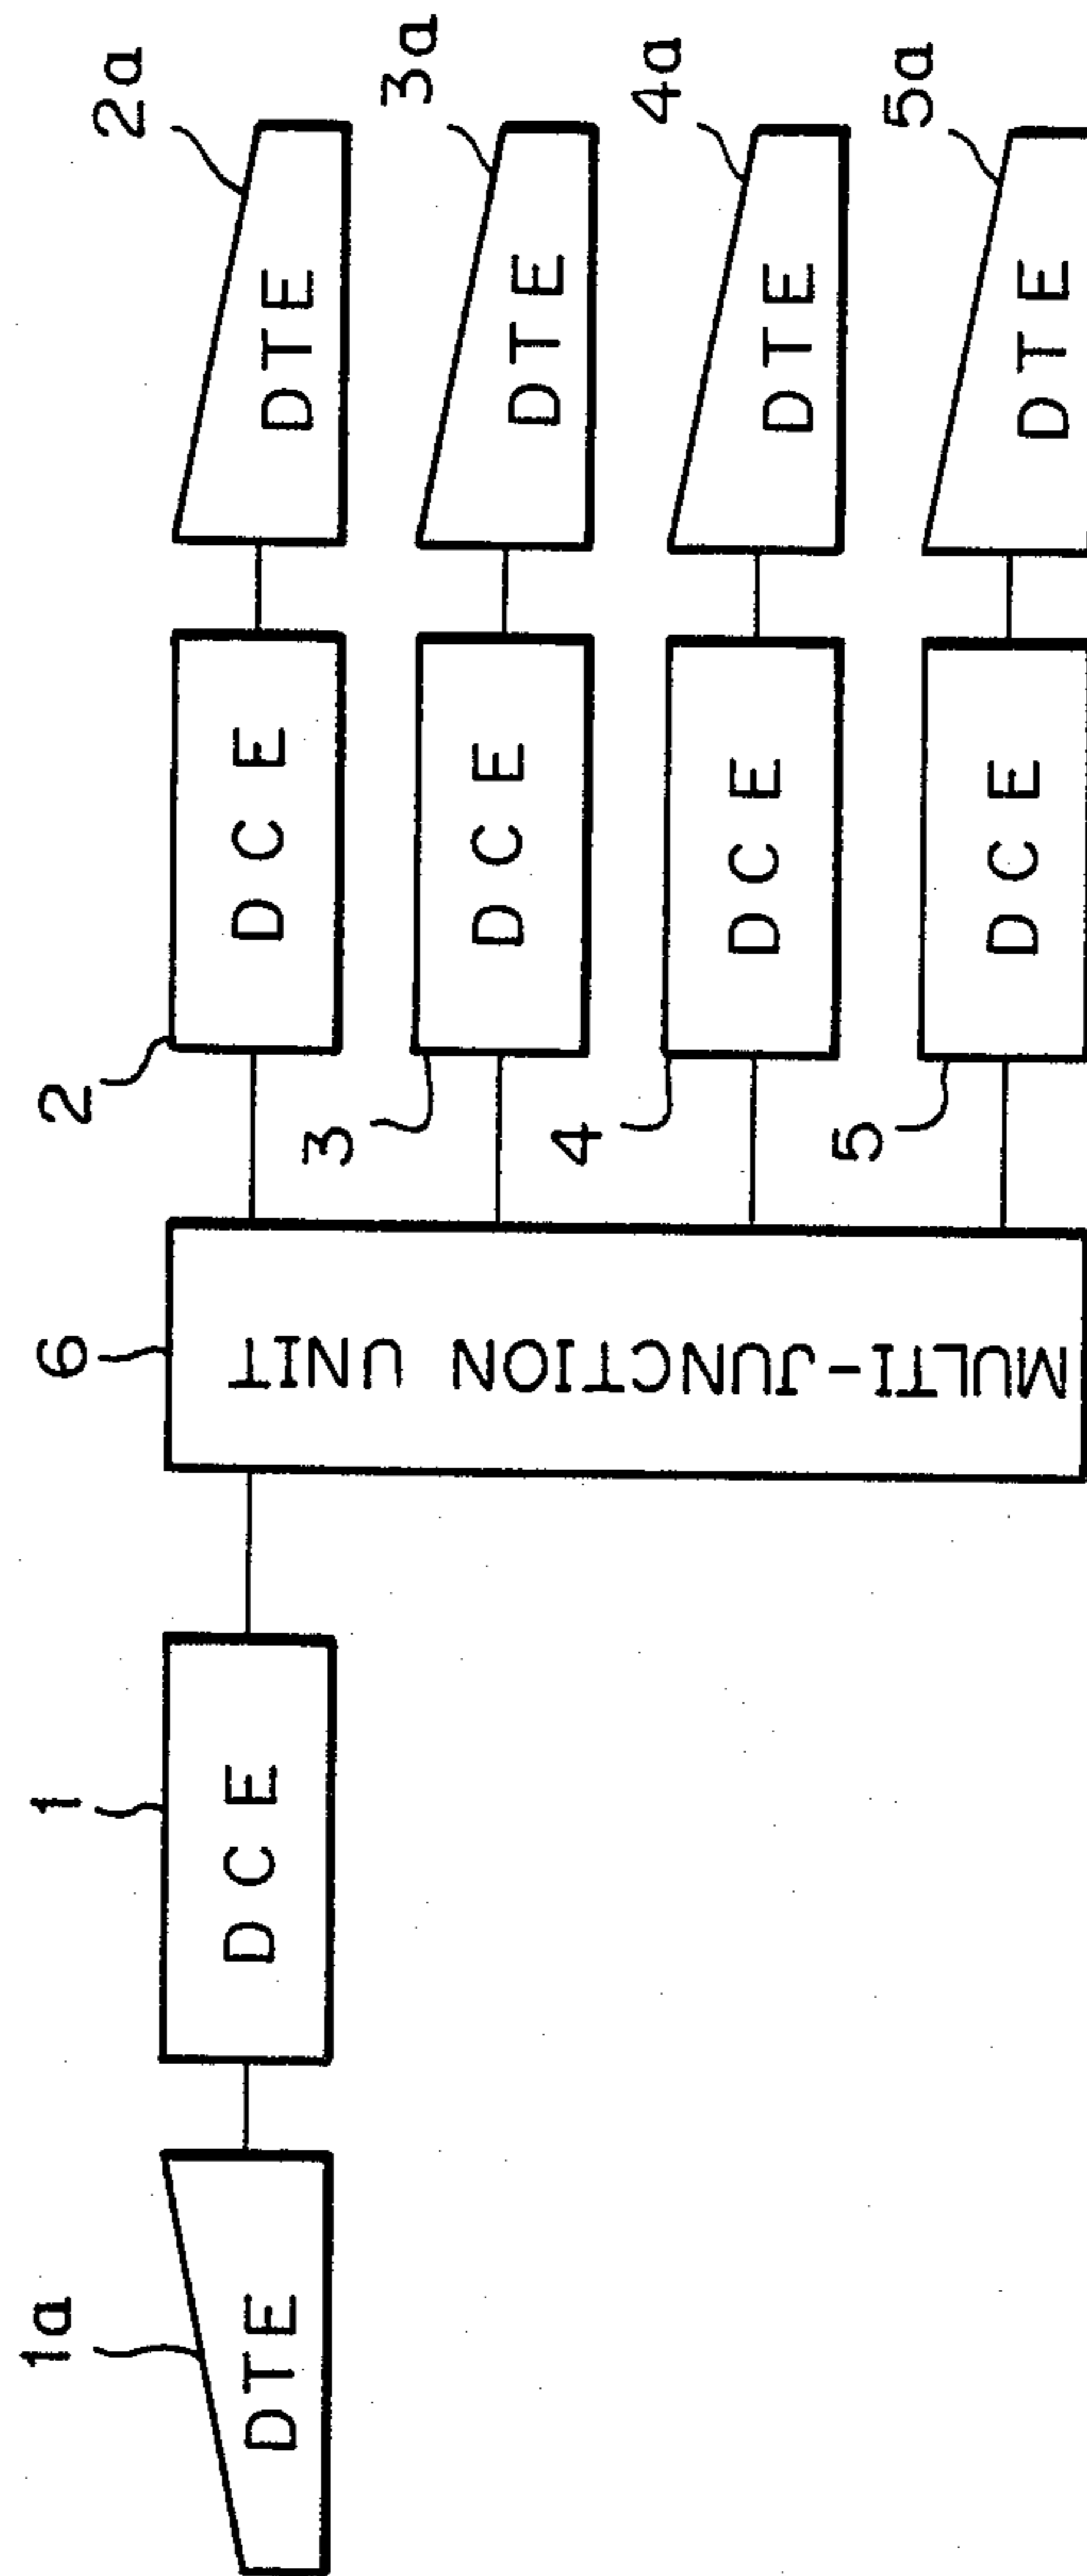 1a
DTE
1
DCE
6
MULTI-JUNCTION UNIT
2
DCE
2a
DTE
3
DCE
3a
DTE
4
DCE
4a
DTE
5
DCE
5a
DTE